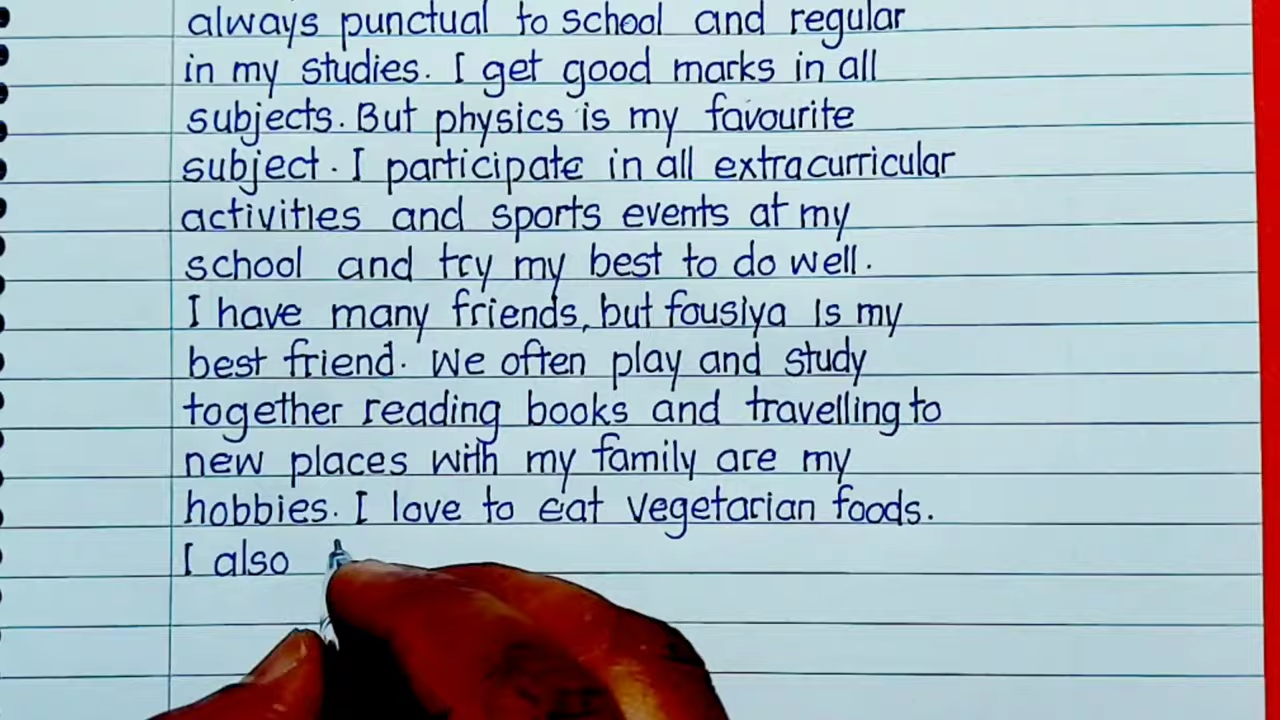 always punctual to school and regular
in my studies. I get good marks in all
subjects. But physics is my favourite
subject. I participate in all extracurricular
activities and sports events at my
school and try my best to do well.
I have many friends, but fousiya is my
best friend. We often play and study
together reading books and travelling to
new places with my family are my
hobbies. I love to eat vegetarian foods.
I also